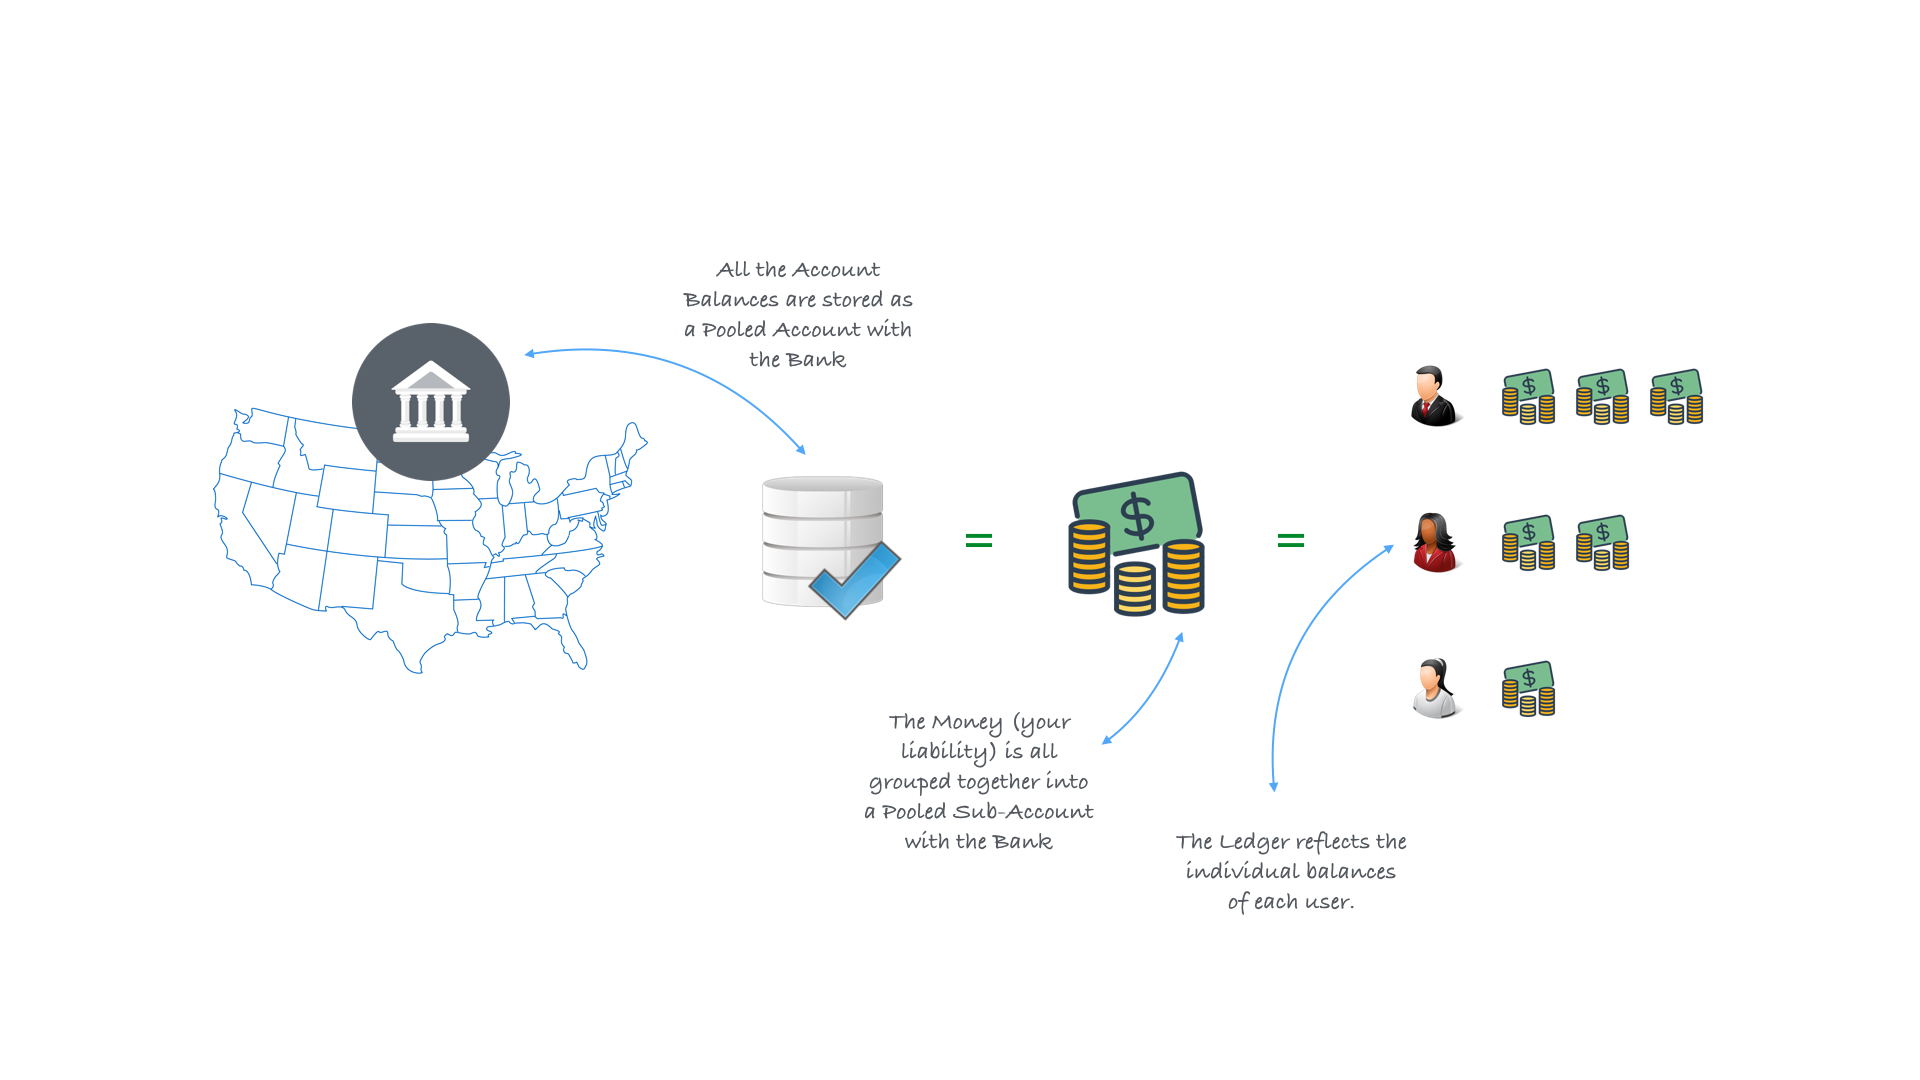 All the Account
Balances are stored as
a Pooled Account with
the Bank
$
=
=
$ $ $
$ $
$
The Money (your
liability) is all
grouped together into
a Pooled Sub-Account
with the Bank
The Ledger reflects the
individual balances
of each user.